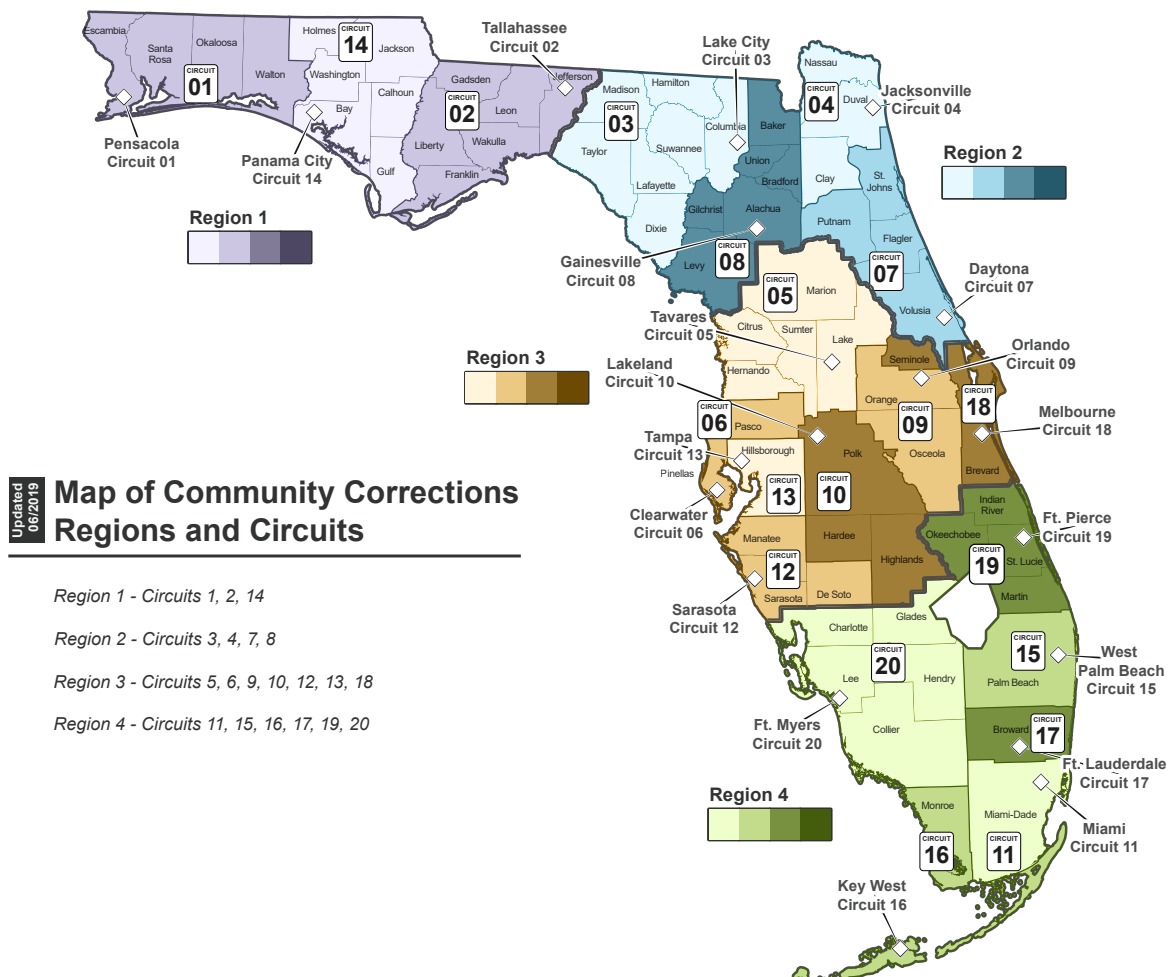 Escambia
Santa
Rosa
Okaloosa
Walton
CIRCUIT
01
Pensacola
Circuit 01
Holmes
CIRCUIT
14
Jackson
Washington
Calhoun
Bay
Gulf
Panama City
Circuit 14
Tallahassee
Circuit 02
Gadsden
Jefferson
CIRCUIT
02
Leon
Liberty
Wakulla
Franklin
Lake City
Circuit 03
Madison
Hamilton
CIRCUIT
03
Columbia
Taylor
Suwannee
Lafayette
Dixie
Baker
Union
Bradford
Gilchrist
Alachua
CIRCUIT
08
Levy
Gainesville
Circuit 08
Nassau
CIRCUIT
04
Duval
Jacksonville
Circuit 04
Clay
St.
Johns
Putnam
Flagler
CIRCUIT
07
Volusia
Daytona
Circuit 07
Region 2
Region 1
CIRCUIT
05
Marion
Tavares
Circuit 05
Citrus
Sumter
Lake
Hernando
Region 3
Lakeland
Circuit 10
Seminole
Orlando
Circuit 09
Orange
CIRCUIT
09
Osceola
CIRCUIT
18
Melbourne
Circuit 18
Brevard
CIRCUIT
06
Pasco
Tampa
Circuit 13
Hillsborough
Pinellas
CIRCUIT
13
Polk
CIRCUIT
10
Clearwater
Circuit 06
Updated
06/2019
Map of Community Corrections
Regions and Circuits
Region 1 - Circuits 1, 2, 14
Region 2 - Circuits 3, 4, 7, 8
Region 3 - Circuits 5, 6, 9, 10, 12, 13, 18
Region 4 - Circuits 11, 15, 16, 17, 19, 20
Manatee
Hardee
Highlands
CIRCUIT
12
Sarasota
De Soto
Sarasota
Circuit 12
Indian
River
Okeechobee
Ft. Pierce
Circuit 19
CIRCUIT
19
St. Lucie
Martin
Charlotte
Glades
CIRCUIT
20
Lee
Hendry
Collier
Ft. Myers
Circuit 20
CIRCUIT
15
Palm Beach
West
Palm Beach
Circuit 15
Broward
CIRCUIT
17
Ft. Lauderdale
Circuit 17
Region 4
Monroe
CIRCUIT
16
Miami-Dade
CIRCUIT
11
Miami
Circuit 11
Key West
Circuit 16